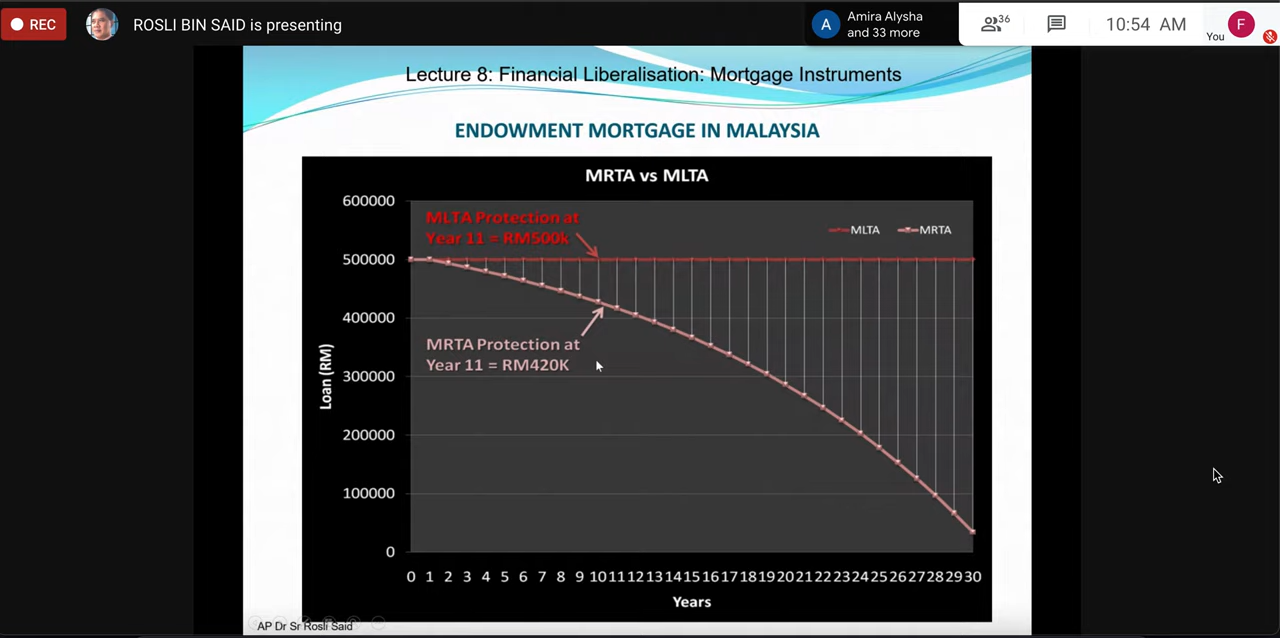 REC
ROSLI BIN SAID is presenting
A
Amira Alysha
and 33 more
36
10:54 AM
You
F
Lecture 8: Financial Liberalisation: Mortgage Instruments
ENDOWMENT MORTGAGE IN MALAYSIA
MRTA vs MLTA
600000
500000
400000
300000
200000
100000
0
MLTA Protection at
Year 11 = RM500k
MLTA MRTA
MRTA Protection at
Year 11 = RM420K
Loan (RM)
0 1 2 3 4 5 6 7 8 9 10 11 12 13 14 15 16 17 18 19 20 21 22 23 24 25 26 27 28 29 30
Years
AP Dr Sr Rosli Said